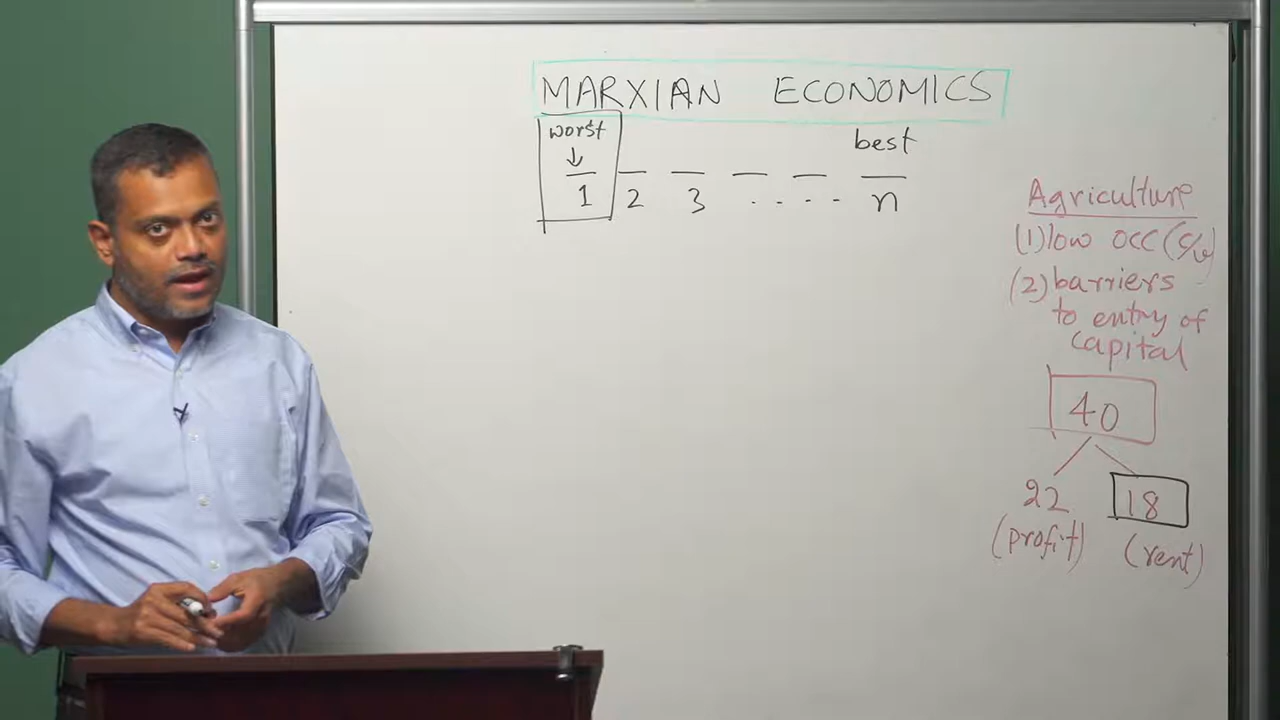 MARXIAN ECONOMICS
worst
best
1 2 3 .... n
Agriculture
(1) low OCC (c/v)
(2) barriers
to entry of
capital
40
22 18
(profit) (rent)